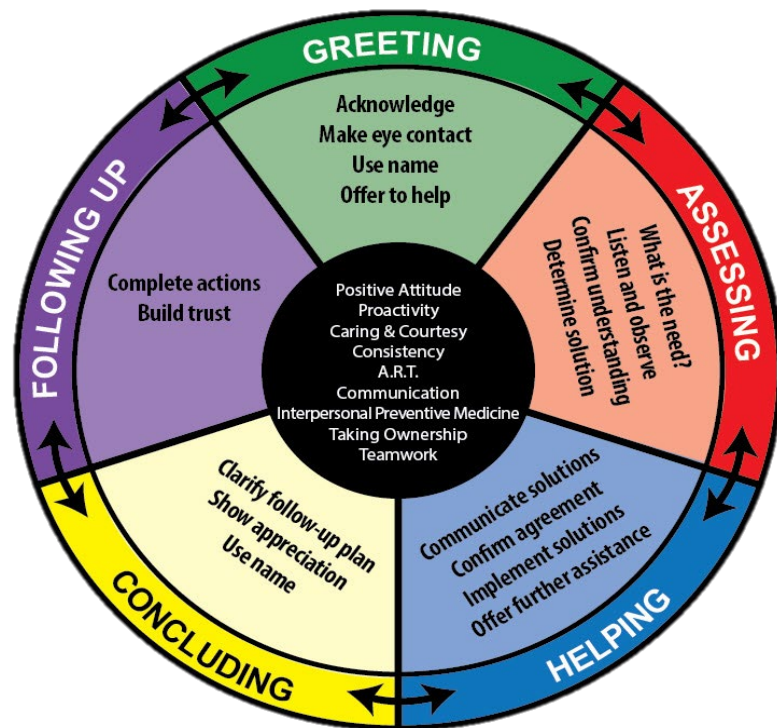 GREETING
Acknowledge
Make eye contact
Use name
Offer to help
ASSESSING
What is the need?
Listen and observe
Confirm understanding
Determine solution
HELPING
Communicate solutions
Confirm agreement
Implement solutions
Offer further assistance
CONCLUDING
Clarify follow-up plan
Show appreciation
Use name
FOLLOWING UP
Complete actions
Build trust
Positive Attitude
Proactivity
Caring & Courtesy
Consistency
A.R.T.
Communication
Interpersonal Preventive Medicine
Taking Ownership
Teamwork